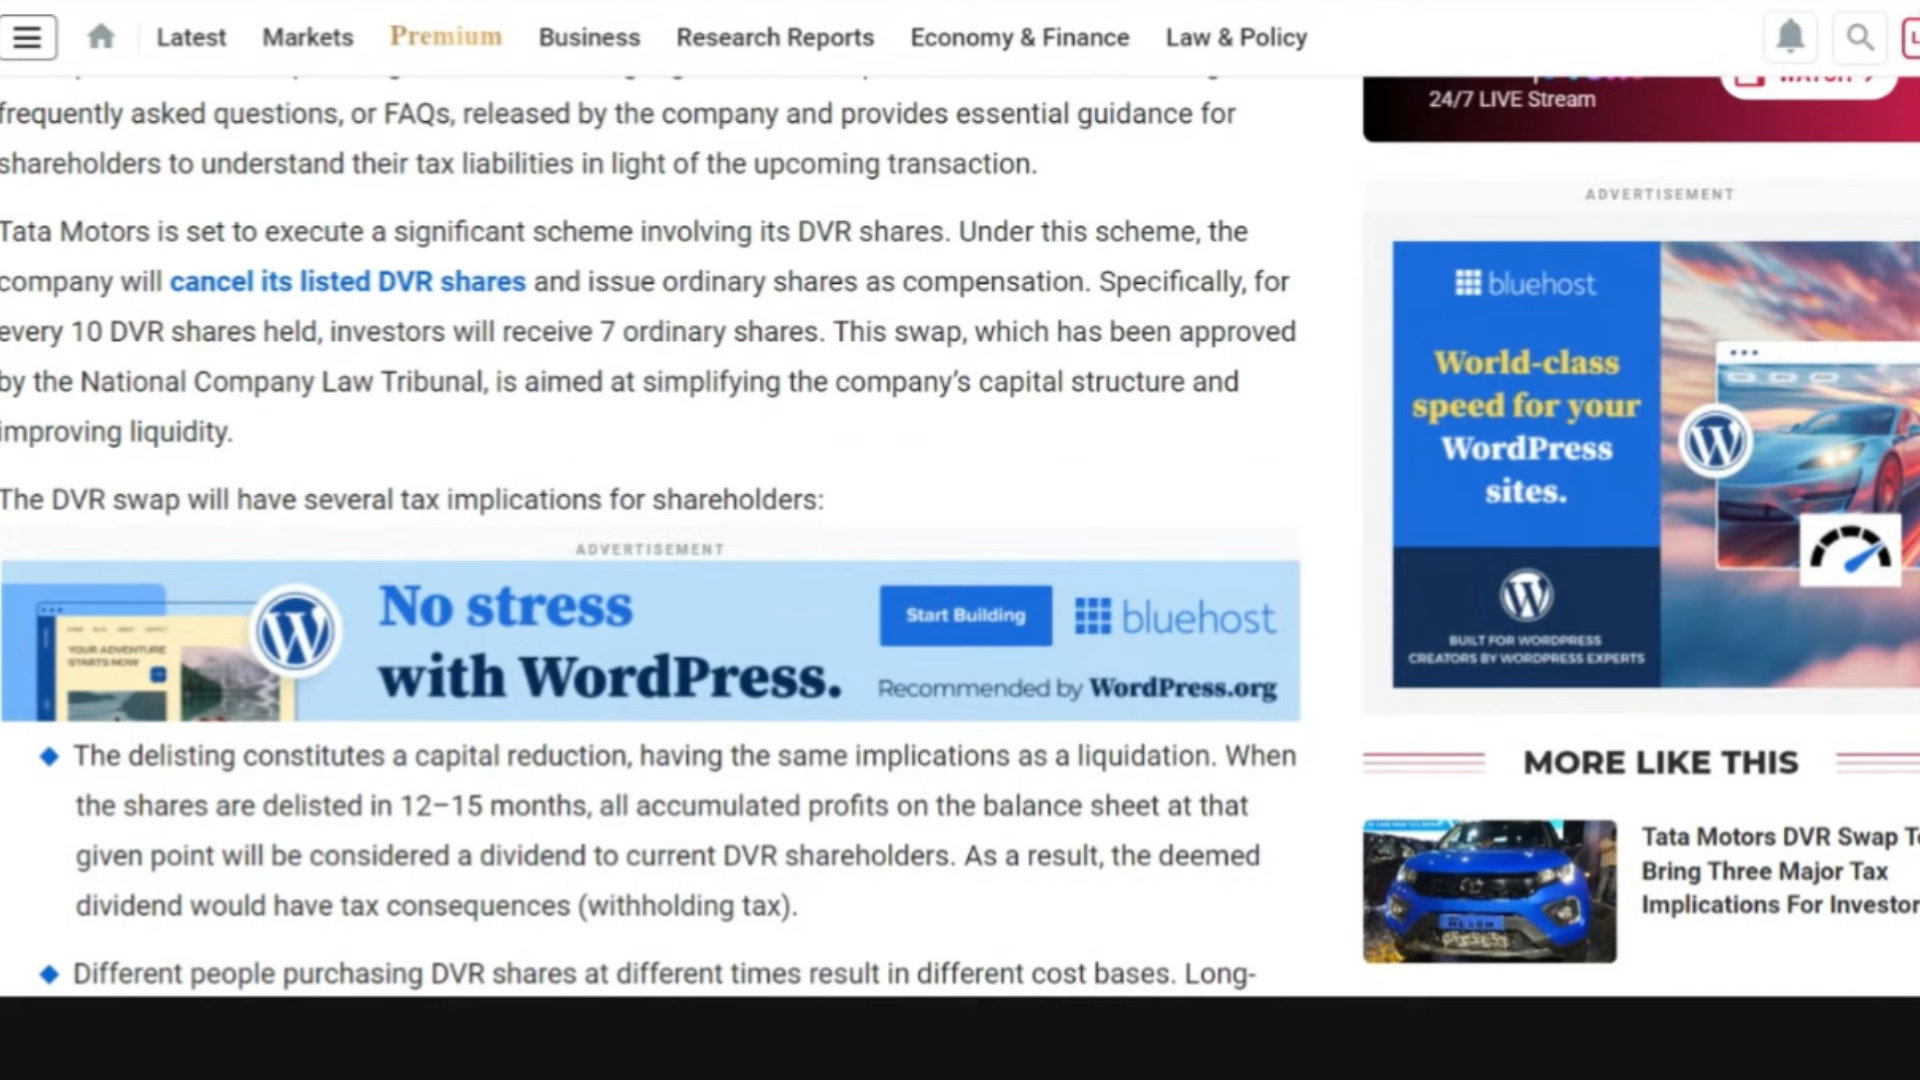 Latest Markets Premium Business Research Reports Economy & Finance Law & Policy
frequently asked questions, or FAQs, released by the company and provides essential guidance for
shareholders to understand their tax liabilities in light of the upcoming transaction.
Tata Motors is set to execute a significant scheme involving its DVR shares. Under this scheme, the
company will cancel its listed DVR shares and issue ordinary shares as compensation. Specifically, for
every 10 DVR shares held, investors will receive 7 ordinary shares. This swap, which has been approved
by the National Company Law Tribunal, is aimed at simplifying the company's capital structure and
improving liquidity.
The DVR swap will have several tax implications for shareholders:
ADVERTISEMENT
YOUR ADVENTURE
STARTS NOW
No stress
with WordPress.
Start Building
bluehost
Recommended by WordPress.org
The delisting constitutes a capital reduction, having the same implications as a liquidation. When
the shares are delisted in 12–15 months, all accumulated profits on the balance sheet at that
given point will be considered a dividend to current DVR shareholders. As a result, the deemed
dividend would have tax consequences (withholding tax).
Different people purchasing DVR shares at different times result in different cost bases. Long-
24/7 LIVE Stream
ADVERTISEMENT
bluehost
World-class
speed for your
WordPress
sites.
BUILT FOR WORDPRESS
CREATORS BY WORDPRESS EXPERTS
MORE LIKE THIS
Tata Motors DVR Swap To
Bring Three Major Tax
Implications For Investor